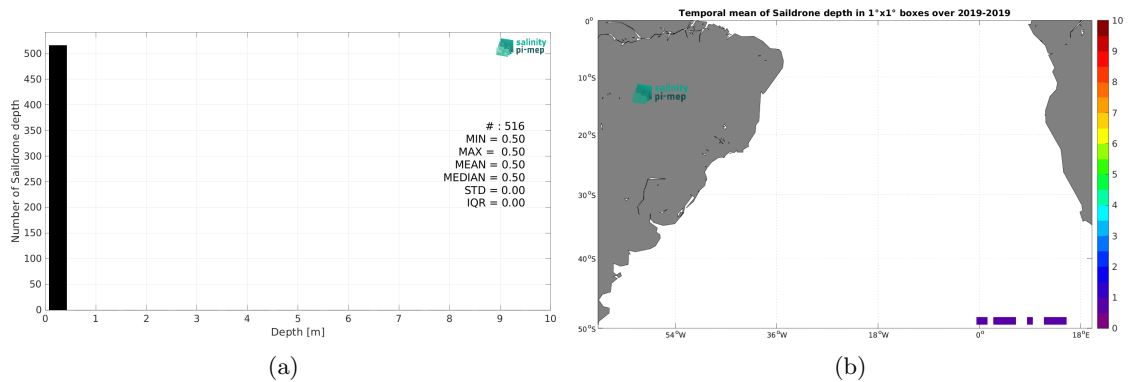 550
500
450
400
350
300
250
200
150
100
50
0
Number of Saildrone depth
salinity
pi-mep
# : 516
MIN = 0.50
MAX = 0.50
MEAN = 0.50
MEDIAN = 0.50
STD = 0.00
IQR = 0.00
0 1 2 3 4 5 6 7 8 9 10
Depth [m]
(a)
Temporal mean of Saildrone depth in 1°x1° boxes over 2019-2019
0°
10°S
20°S
30°S
40°S
50°S
salinity
pi-mep
54°W 36°W 18°W 0° 18°E
10
9
8
7
6
5
4
3
2
1
0
(b)